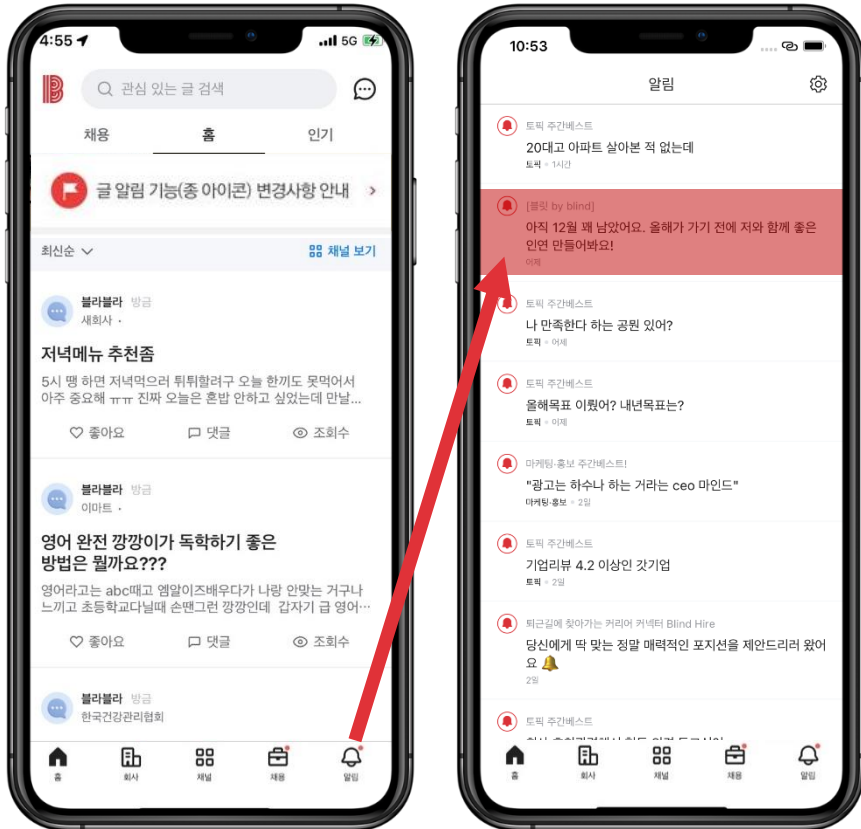 4:55
5G
B
관심 있는 글 검색
채용
홈
인기
글 알림 기능(종 아이콘) 변경사항 안내
최신순
채널 보기
블라블라 방금
새회사 ·
저녁메뉴 추천좀
5시 땡 하면 저녁먹으러 튀튀할려구 오늘 한끼도 못먹어서
아주 중요해 ㅠㅠ 진짜 오늘은 혼밥 안하고 싶었는데 만날...
좋아요
댓글
조회수
블라블라 방금
이마트 ·
영어 완전 깡깡이가 독학하기 좋은
방법은 뭘까요???
영어라고는 abc때고 엠알이즈배우다가 나랑 안맞는 거구나
느끼고 초등학교다닐때 손땐그런 깡깡인데 갑자기 급 영어...
좋아요
댓글
조회수
블라블라 방금
한국건강관리협회
홈
회사
채널
채용
알림
10:53
알림
토픽 주간베스트
20대고 아파트 살아본 적 없는데
토픽 · 1시간
[블릿 by blind]
아직 12월 꽤 남았어요. 올해가 가기 전에 저와 함께 좋은
인연 만들어봐요!
어제
토픽 주간베스트
나 만족한다 하는 공뭔 있어?
토픽 · 어제
토픽 주간베스트
올해목표 이뤘어? 내년목표는?
토픽 · 어제
마케팅·홍보 주간베스트!
"광고는 하수나 하는 거라는 ceo 마인드"
마케팅·홍보 · 2일
토픽 주간베스트
기업리뷰 4.2 이상인 갓기업
토픽 · 2일
퇴근길에 찾아가는 커리어 커넥터 Blind Hire
당신에게 딱 맞는 정말 매력적인 포지션을 제안드리러 왔어
요
2일
토픽 주간베스트
홈
회사
채널
채용
알림